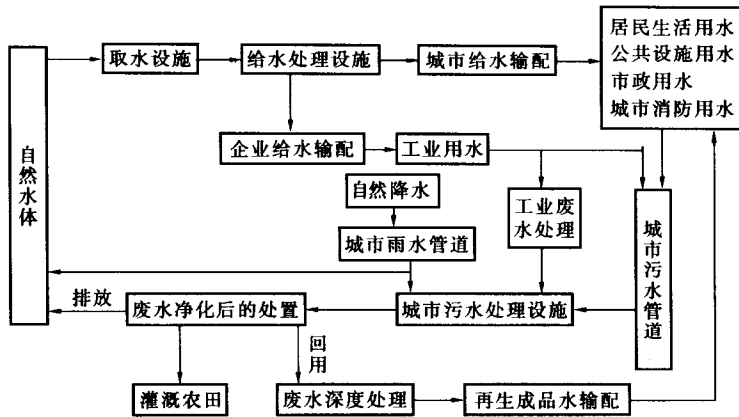 居民生活用水
公共设施用水
市政用水
城市消防用水
取水设施
给水处理设施
城市给水输配
自然水体
企业给水输配
工业用水
自然降水
工业废
水处理
城市雨水管道
城市污水管道
排放
废水净化后的处置
城市污水处理设施
回用
灌溉农田
废水深度处理
再生成品水输配